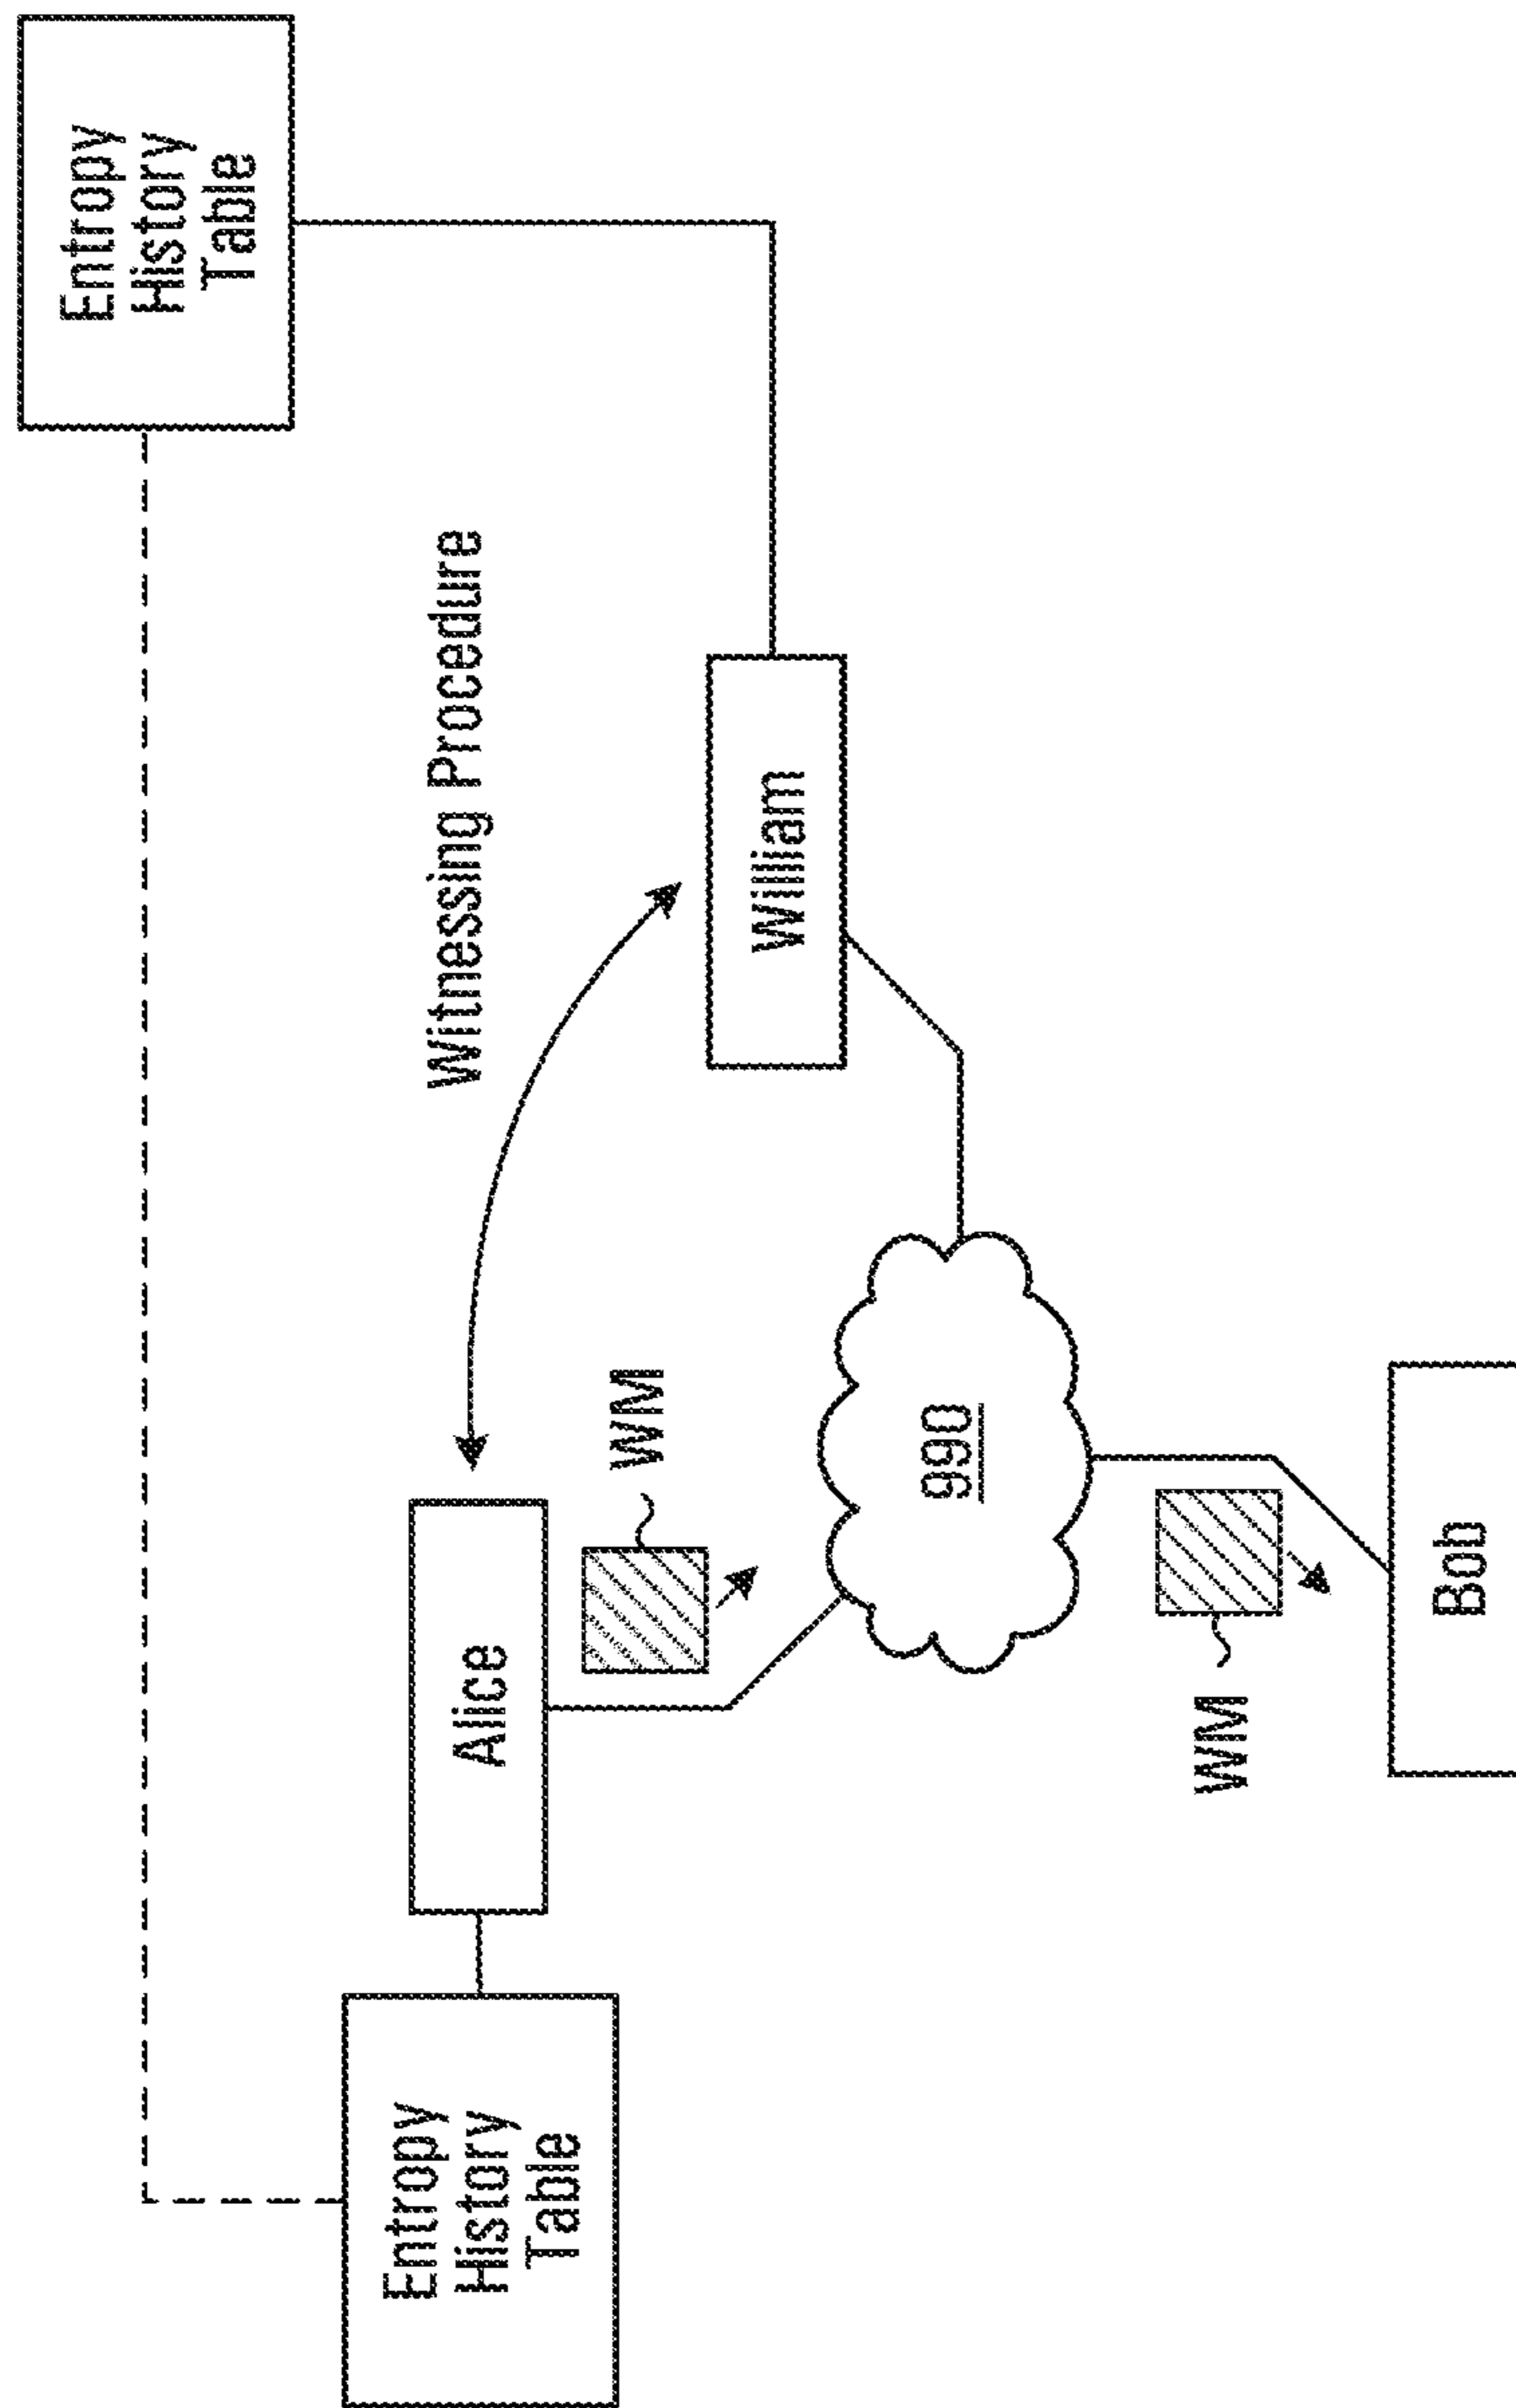 Entropy
History
Table
Witnessing Procedure
Entropy
History
Table
Alice
William
WM
990
WM
Bob